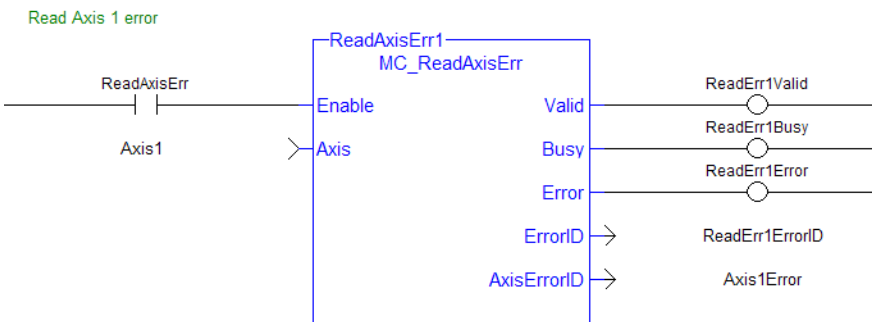 Read Axis 1 error
ReadAxisErr1
MC_ReadAxisErr
ReadAxisErr
Enable
Valid
ReadErr1Valid
Axis1
Axis
Busy
ReadErr1Busy
Error
ReadErr1Error
ErrorID
ReadErr1ErrorID
AxisErrorID
Axis1Error